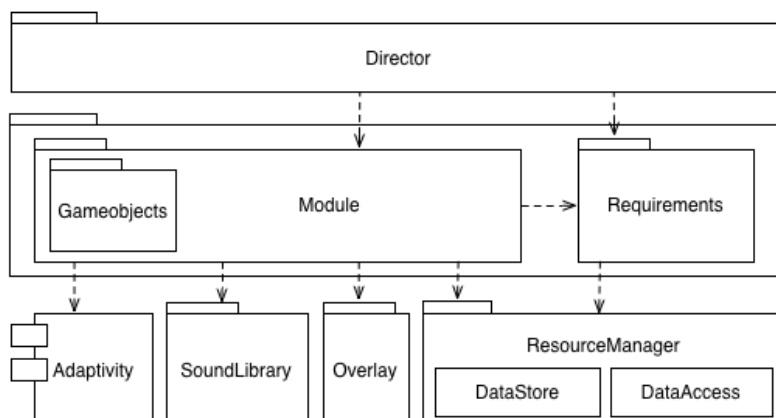 Director
Gameobjects
Module
Requirements
Adaptivity
SoundLibrary
Overlay
ResourceManager
DataStore
DataAccess